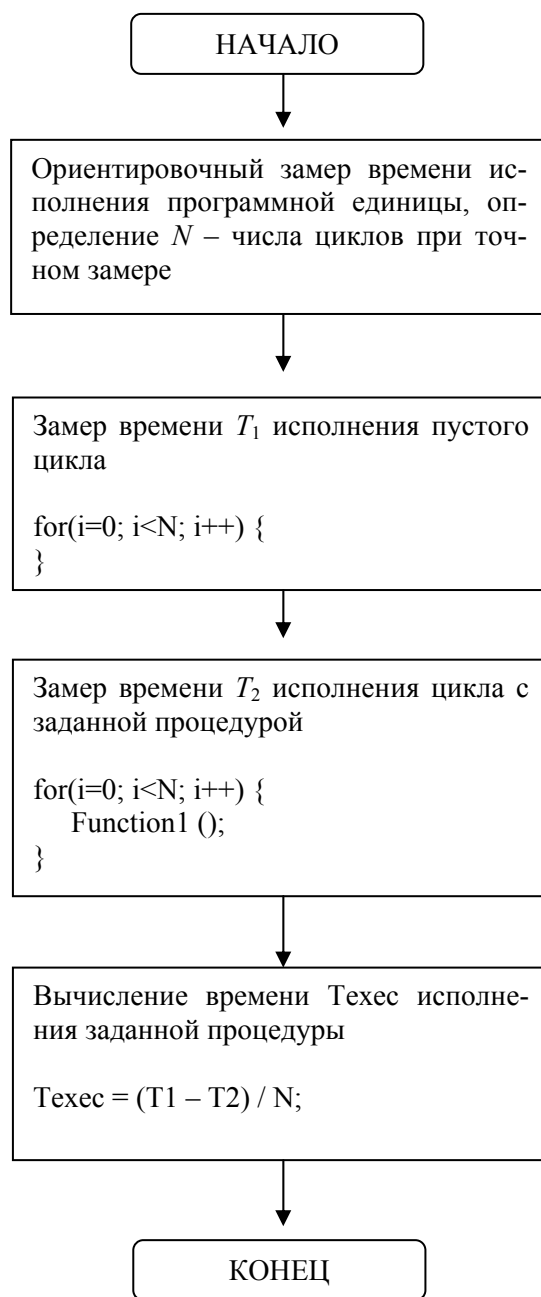 НАЧАЛО
Ориентировочный замер времени ис-
полнения программной единицы, оп-
ределение N – числа циклов при точ-
ном замере
Замер времени T₁ исполнения пустого
цикла
for(i=0; i<N; i++) {
}
Замер времени T₂ исполнения цикла с
заданной процедурой
for(i=0; i<N; i++) {
Function1 ();
}
Вычисление времени Техес исполне-
ния заданной процедуры
Texec = (T1 – T2) / N;
КОНЕЦ